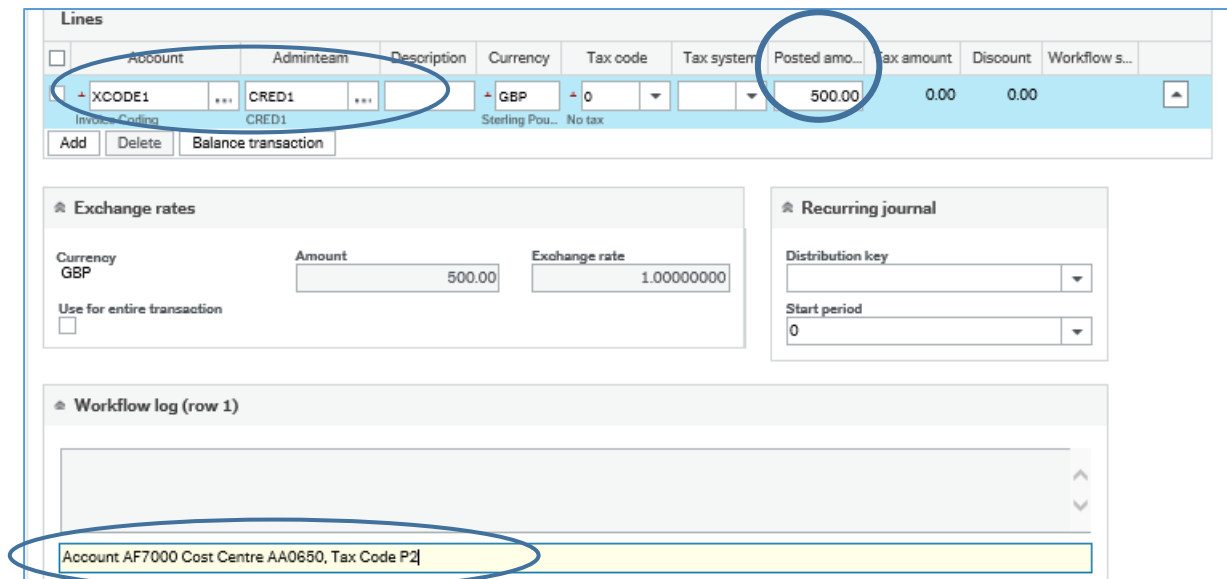 Lines
Account Adminteam Description Currency Tax code Tax system Posted amo... Tax amount Discount Workflow s...
XCODE1 CRED1 GBP 0 500.00 0.00 0.00
Invoice Coding CRED1 Sterling Pou... No tax
Add Delete Balance transaction
Exchange rates Recurring journal
Currency Amount Exchange rate Distribution key
GBP 500.00 1.00000000
Use for entire transaction Start period
0
Workflow log (row 1)
Account AF7000 Cost Centre AA0650, Tax Code P2